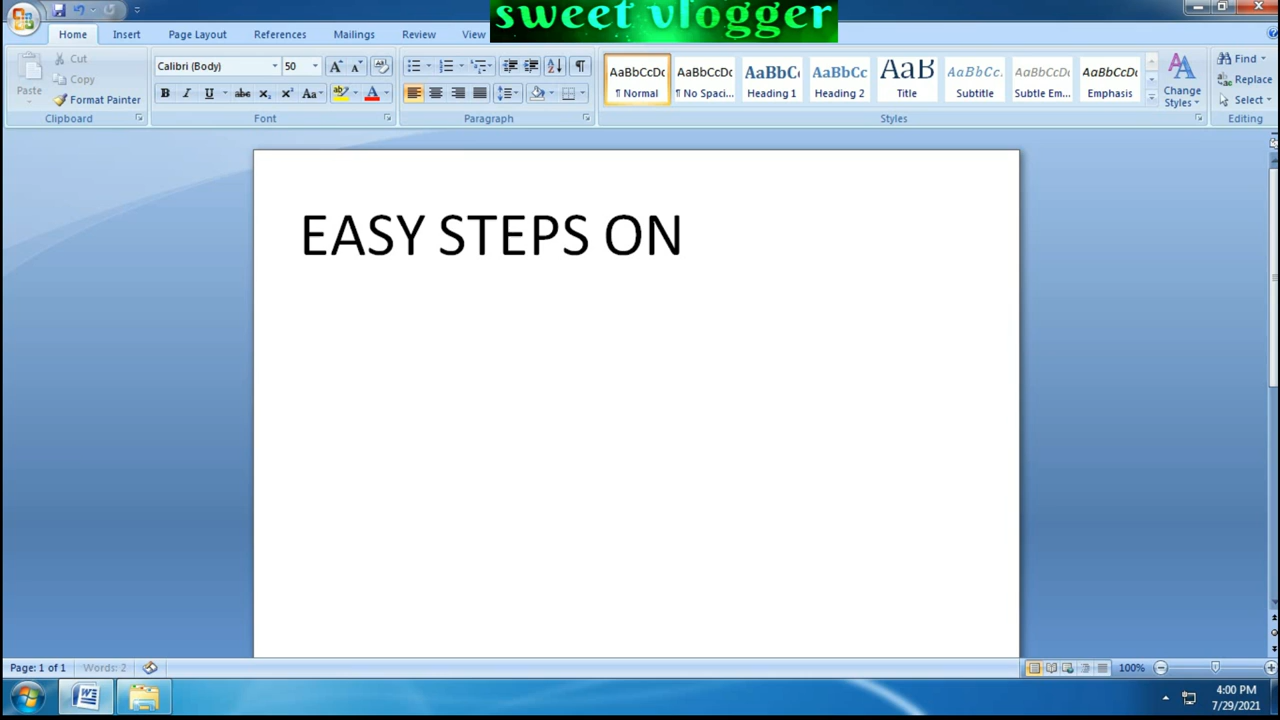 sweet vlogger
Home Insert Page Layout References Mailings Review View
Cut
Copy
Paste
Format Painter
Clipboard
Calibri (Body) 50
Font
Paragraph
AaBbCcDc AaBbCcDc AaBbC AaBbCc AaB AaBbCc. AaBbCcDc AaBbCcDc
¶ Normal ¶ No Spaci... Heading 1 Heading 2 Title Subtitle Subtle Em... Emphasis
Change
Styles
Styles
Find
Replace
Select
Editing
EASY STEPS ON
Page: 1 of 1 Words: 2 100%
4:00 PM
7/29/2021